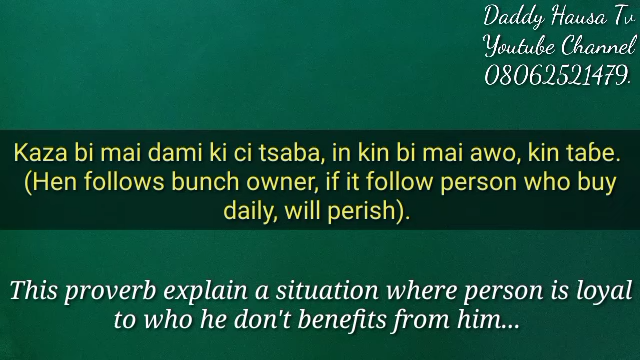 Daddy Hausa Tv
Youtube Channel
08062521479.
Kaza bi mai dami ki ci tsaba, in kin bi mai awo, kin taɓe.
(Hen follows bunch owner, if it follow person who buy
daily, will perish).
This proverb explain a situation where person is loyal
to who he don't benefits from him...